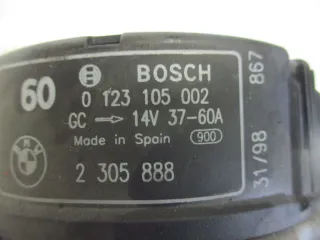 60 BOSCH
0 123 105 002
GC → 14V 37-60A
Made in Spain 900
2 305 888
31/98 867